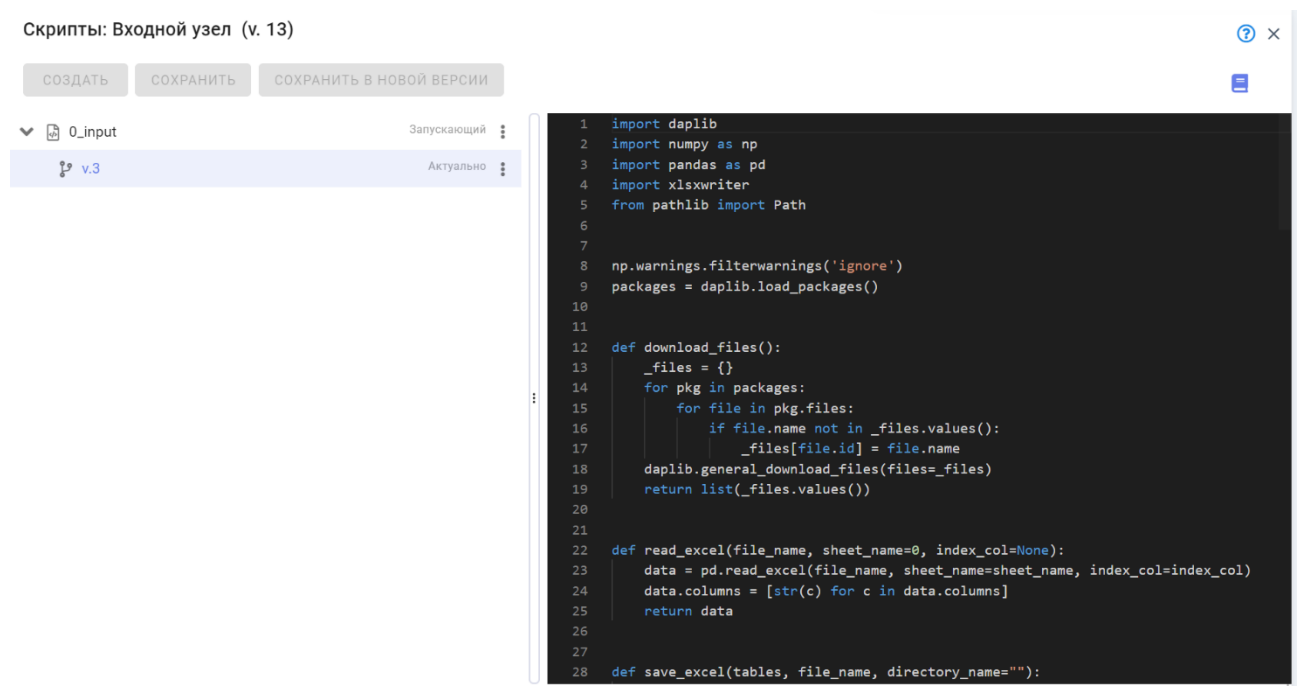 Скрипты: Входной узел (v. 13)
СОЗДАТЬ СОХРАНИТЬ СОХРАНИТЬ В НОВОЙ ВЕРСИИ
0_input Запускающий
v.3 Актуально
1 import daplib
2 import numpy as np
3 import pandas as pd
4 import xlsxwriter
5 from pathlib import Path
6
7
8 np.warnings.filterwarnings('ignore')
9 packages = daplib.load_packages()
10
11
12 def download_files():
13     _files = {}
14     for pkg in packages:
15         for file in pkg.files:
16             if file.name not in _files.values():
17                 _files[file.id] = file.name
18     daplib.general_download_files(files=_files)
19     return list(_files.values())
20
21
22 def read_excel(file_name, sheet_name=0, index_col=None):
23     data = pd.read_excel(file_name, sheet_name=sheet_name, index_col=index_col)
24     data.columns = [str(c) for c in data.columns]
25     return data
26
27
28 def save_excel(tables, file_name, directory_name=""):